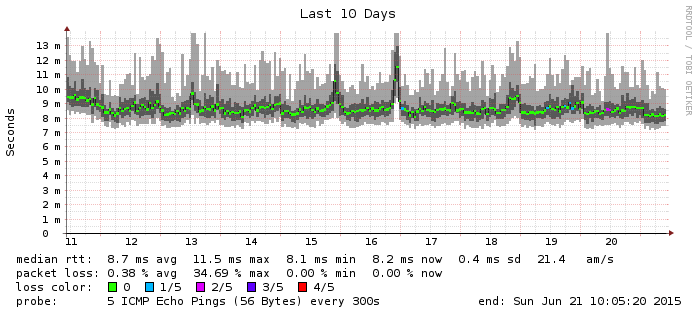 Last 10 Days
RRDTOOL / TOBI OETIKER
Seconds
13 m
12 m
11 m
10 m
9 m
8 m
7 m
6 m
5 m
4 m
3 m
2 m
1 m
0
11 12 13 14 15 16 17 18 19 20
median rtt: 8.7 ms avg 11.5 ms max 8.1 ms min 8.2 ms now 0.4 ms sd 21.4 am/s
packet loss: 0.38 % avg 34.69 % max 0.00 % min 0.00 % now
loss color: 0 1/5 2/5 3/5 4/5
probe: 5 ICMP Echo Pings (56 Bytes) every 300s end: Sun Jun 21 10:05:20 2015